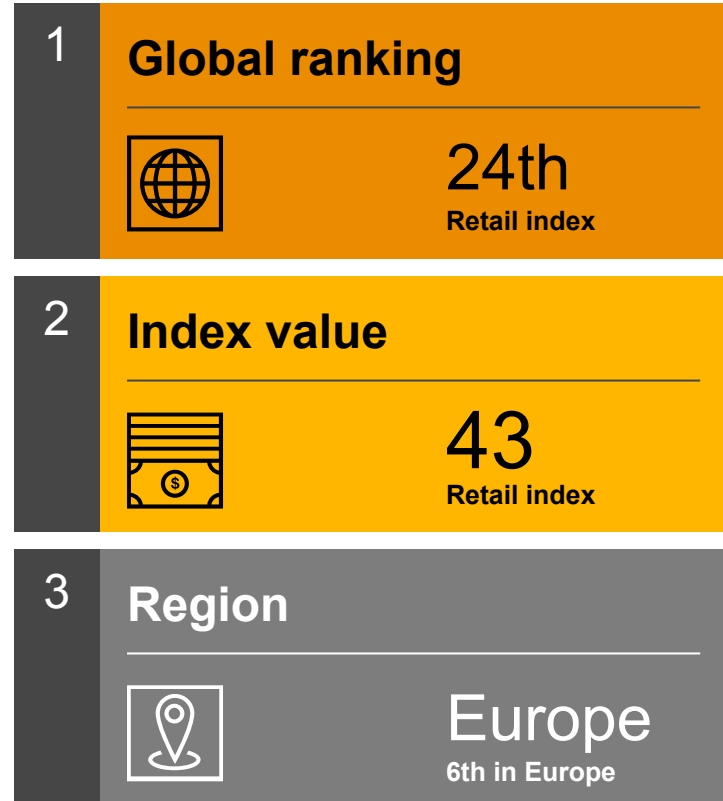 1
Global ranking
24th
Retail index
2
Index value
$
43
Retail index
3
Region
Europe
6th in Europe